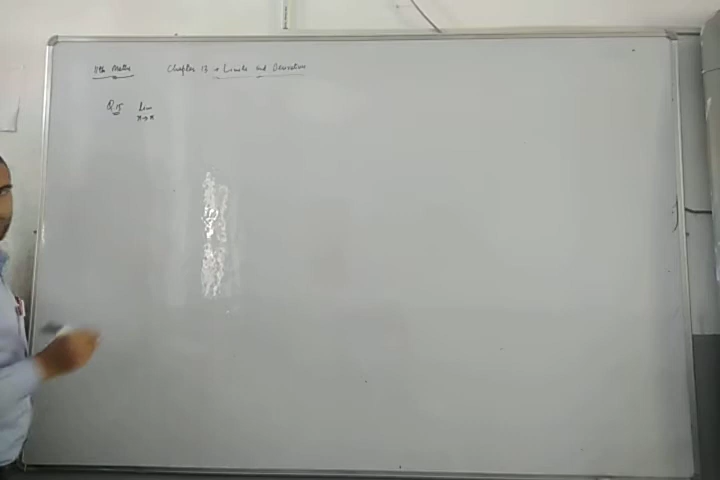 11th Maths Chapter 13 → Limits and Derivatives
Q15 Lim
x→π